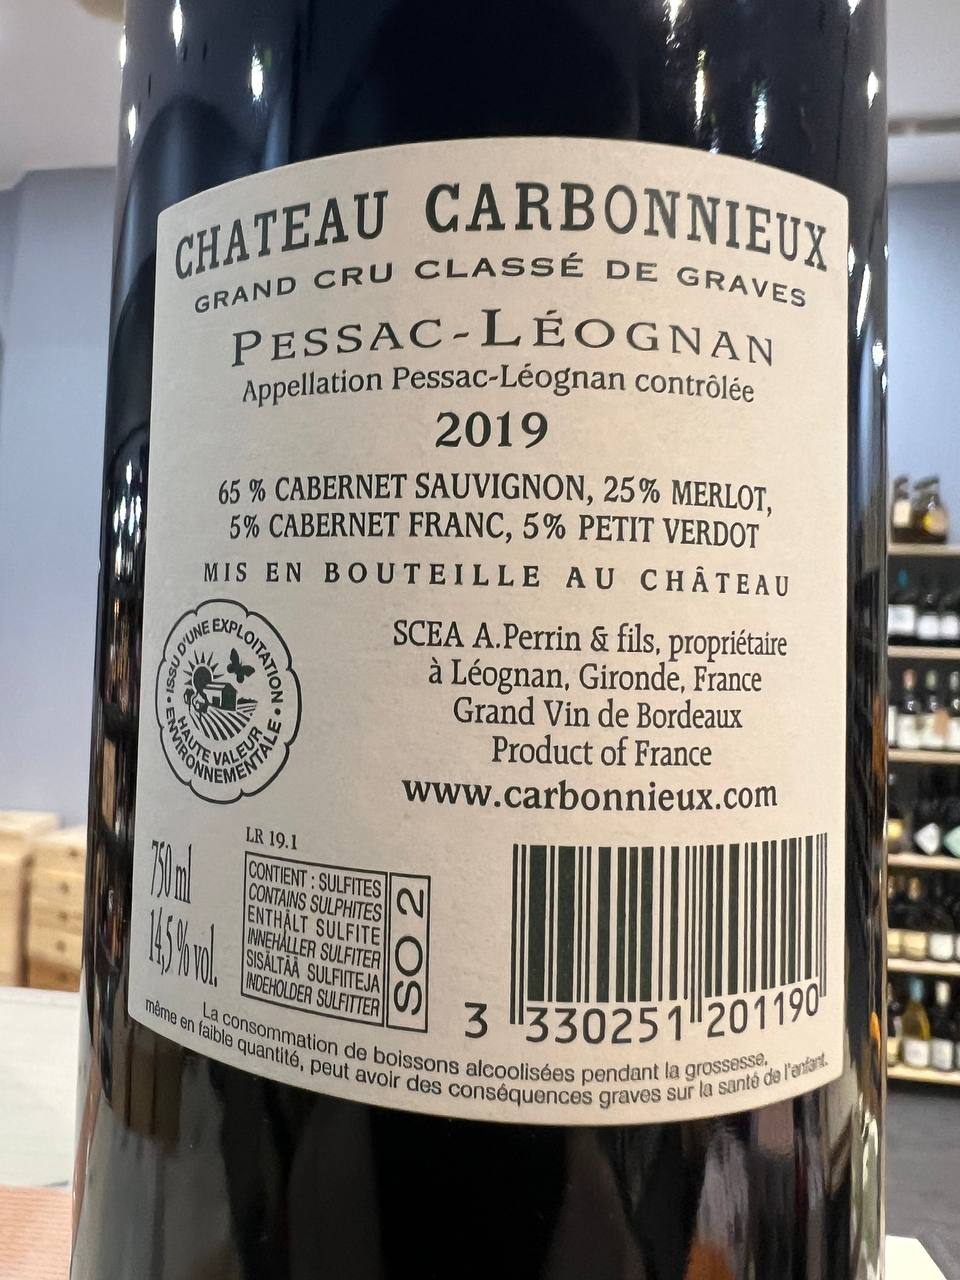 CHATEAU CARBONNIEUX
GRAND CRU CLASSÉ DE GRAVES
PESSAC-LÉOGNAN
Appellation Pessac-Léognan contrôlée
2019
65 % CABERNET SAUVIGNON, 25% MERLOT,
5% CABERNET FRANC, 5% PETIT VERDOT
MIS EN BOUTEILLE AU CHÂTEAU
ISSU D'UNE EXPLOITATION
HAUTE VALEUR
ENVIRONNEMENTALE
SCEA A.Perrin & fils, propriétaire
à Léognan, Gironde, France
Grand Vin de Bordeaux
Product of France
www.carbonnieux.com
LR 19.1
750 ml
14,5 % vol.
CONTIENT : SULFITES
CONTAINS SULPHITES
ENTHÄLT SULFITE
INNEHÅLLER SULFITER
SISÄLTÄÄ SULFIITEJA
INDEHOLDER SULFITTER
SO2
3 330251 201190
La consommation de boissons alcoolisées pendant la grossesse,
même en faible quantité, peut avoir des conséquences graves sur la santé de l'enfant.